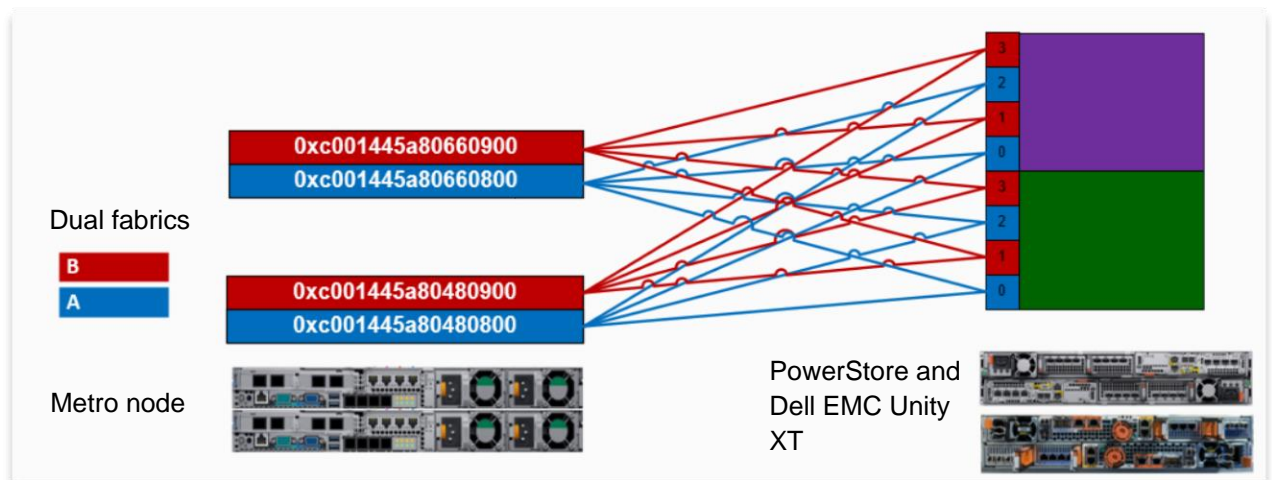 0xc001445a80660900
0xc001445a80660800
Dual fabrics
B
A
0xc001445a80480900
0xc001445a80480800
Metro node
3
2
1
0
3
2
1
0
PowerStore and
Dell EMC Unity
XT